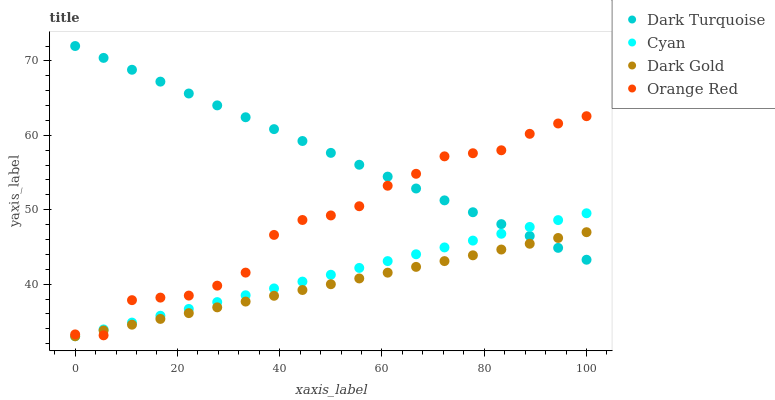 title
Dark Turquoise
Cyan
Dark Gold
Orange Red
yaxis_label
70
60
50
40
0 20 40 60 80 100
xaxis_label